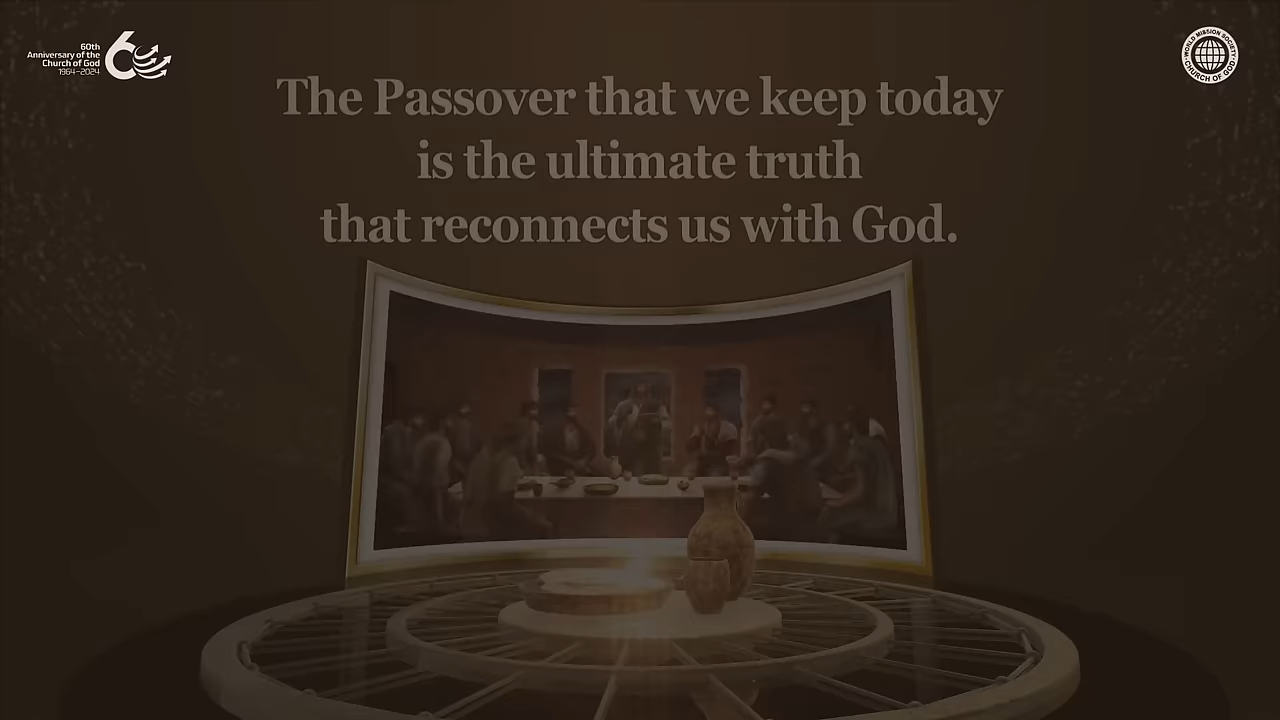 60th
Anniversary of the
Church of God
1964-2024
60
WORLD MISSION SOCIETY
CHURCH OF GOD
The Passover that we keep today
is the ultimate truth
that reconnects us with God.